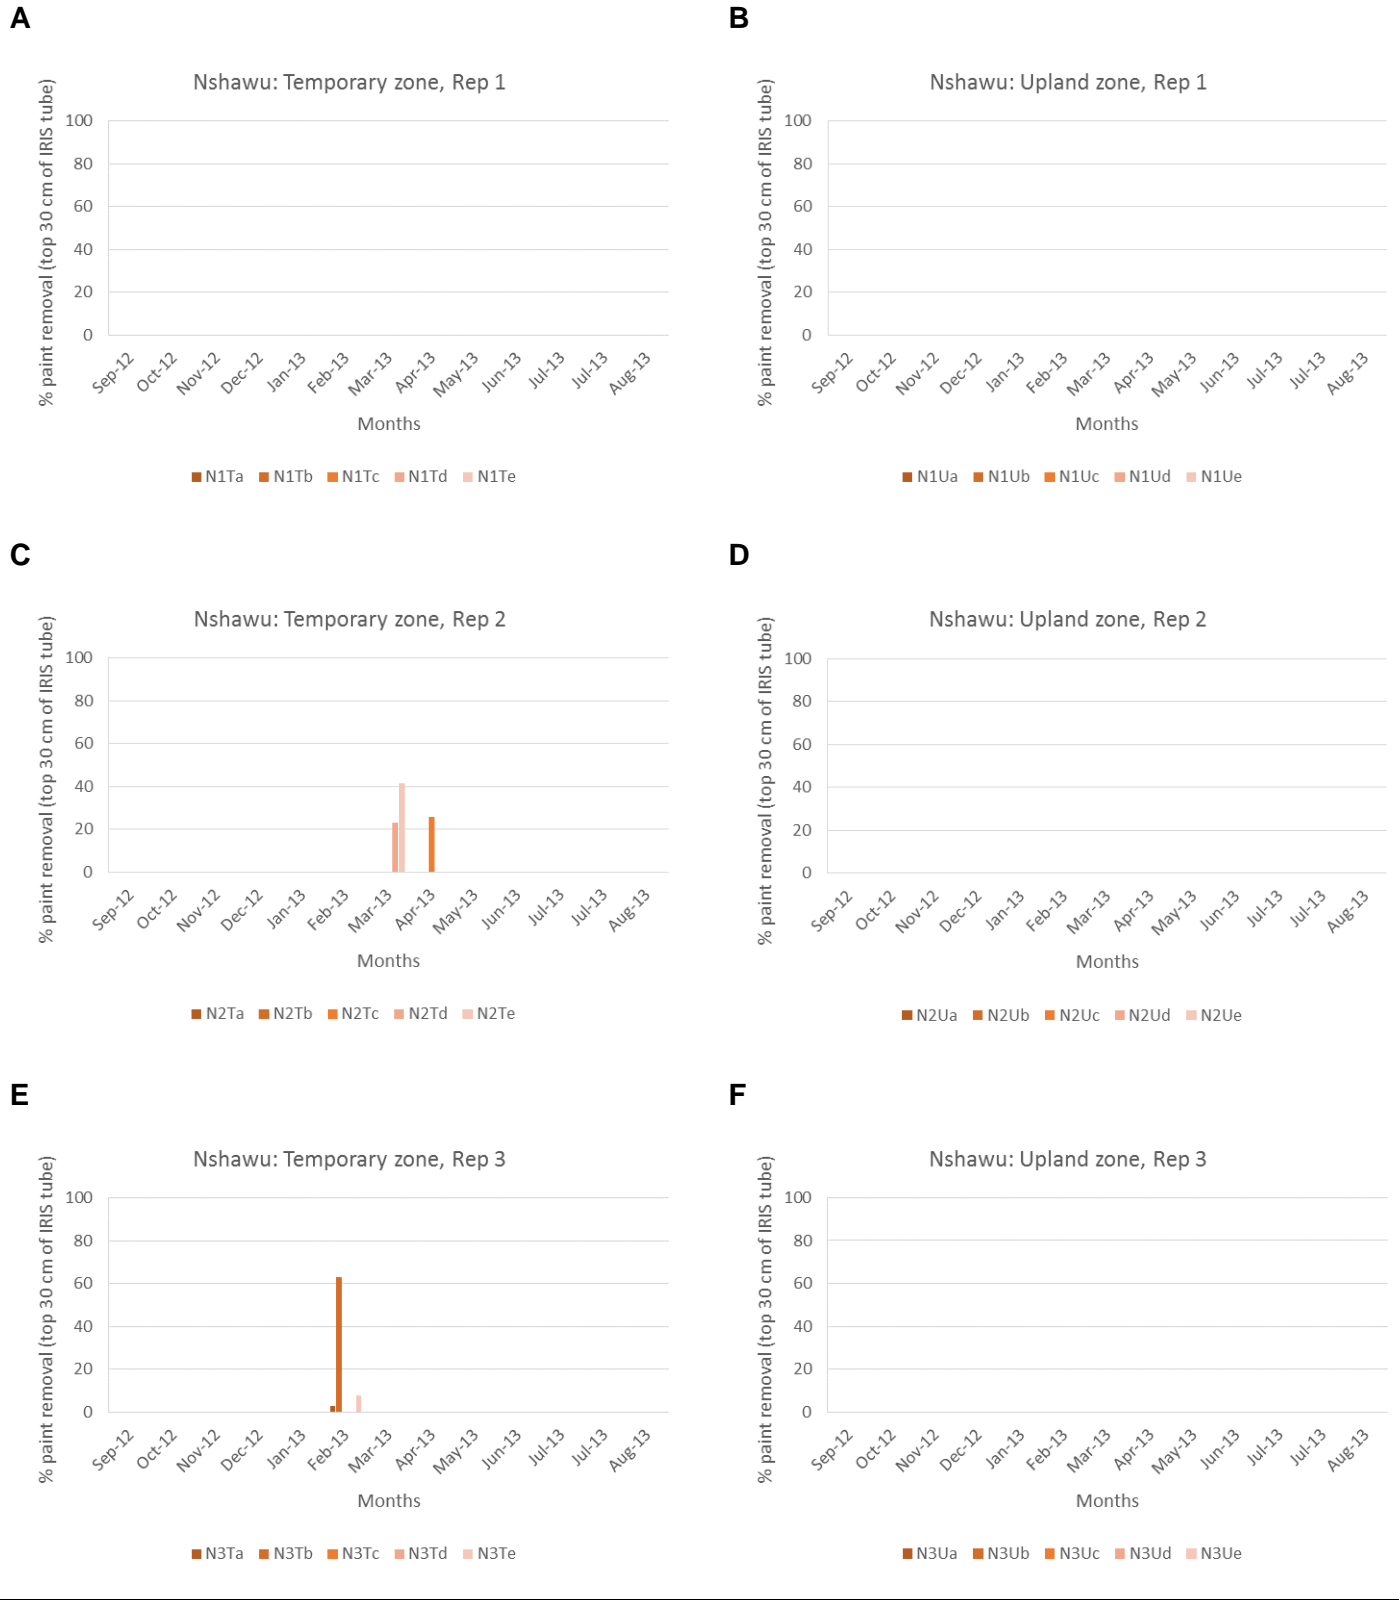 A
Nshawu: Temporary zone, Rep 1
% paint removal (top 30 cm of IRIS tube)
100
80
60
40
20
0
Sep-12 Oct-12 Nov-12 Dec-12 Jan-13 Feb-13 Mar-13 Apr-13 May-13 Jun-13 Jul-13 Jul-13 Aug-13
Months
N1Ta N1Tb N1Tc N1Td N1Te
B
Nshawu: Upland zone, Rep 1
% paint removal (top 30 cm of IRIS tube)
100
80
60
40
20
0
Sep-12 Oct-12 Nov-12 Dec-12 Jan-13 Feb-13 Mar-13 Apr-13 May-13 Jun-13 Jul-13 Jul-13 Aug-13
Months
N1Ua N1Ub N1Uc N1Ud N1Ue
C
Nshawu: Temporary zone, Rep 2
% paint removal (top 30 cm of IRIS tube)
100
80
60
40
20
0
Sep-12 Oct-12 Nov-12 Dec-12 Jan-13 Feb-13 Mar-13 Apr-13 May-13 Jun-13 Jul-13 Jul-13 Aug-13
Months
N2Ta N2Tb N2Tc N2Td N2Te
D
Nshawu: Upland zone, Rep 2
% paint removal (top 30 cm of IRIS tube)
100
80
60
40
20
0
Sep-12 Oct-12 Nov-12 Dec-12 Jan-13 Feb-13 Mar-13 Apr-13 May-13 Jun-13 Jul-13 Jul-13 Aug-13
Months
N2Ua N2Ub N2Uc N2Ud N2Ue
E
Nshawu: Temporary zone, Rep 3
% paint removal (top 30 cm of IRIS tube)
100
80
60
40
20
0
Sep-12 Oct-12 Nov-12 Dec-12 Jan-13 Feb-13 Mar-13 Apr-13 May-13 Jun-13 Jul-13 Jul-13 Aug-13
Months
N3Ta N3Tb N3Tc N3Td N3Te
F
Nshawu: Upland zone, Rep 3
% paint removal (top 30 cm of IRIS tube)
100
80
60
40
20
0
Sep-12 Oct-12 Nov-12 Dec-12 Jan-13 Feb-13 Mar-13 Apr-13 May-13 Jun-13 Jul-13 Jul-13 Aug-13
Months
N3Ua N3Ub N3Uc N3Ud N3Ue